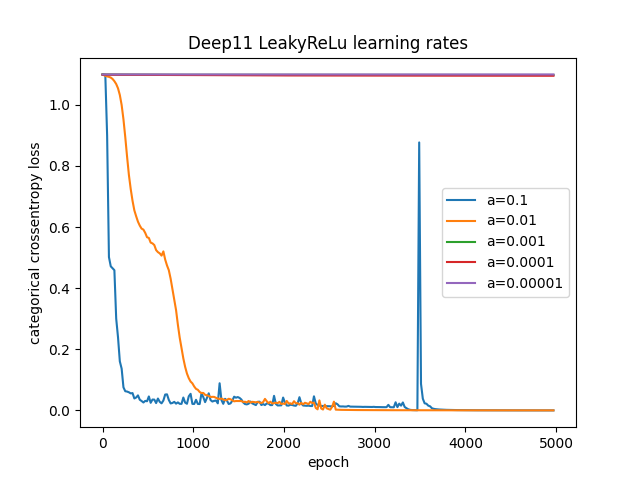 Deep11 LeakyReLu learning rates
categorical crossentropy loss
1.0
0.8
0.6
0.4
0.2
0.0
a=0.1
a=0.01
a=0.001
a=0.0001
a=0.00001
0 1000 2000 3000 4000 5000
epoch